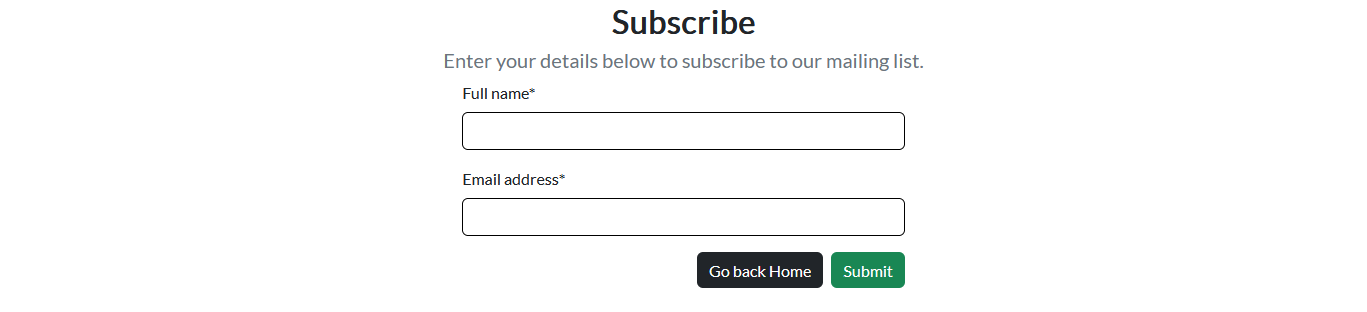 Subscribe
Enter your details below to subscribe to our mailing list.
Full name*
Email address*
Go back Home Submit